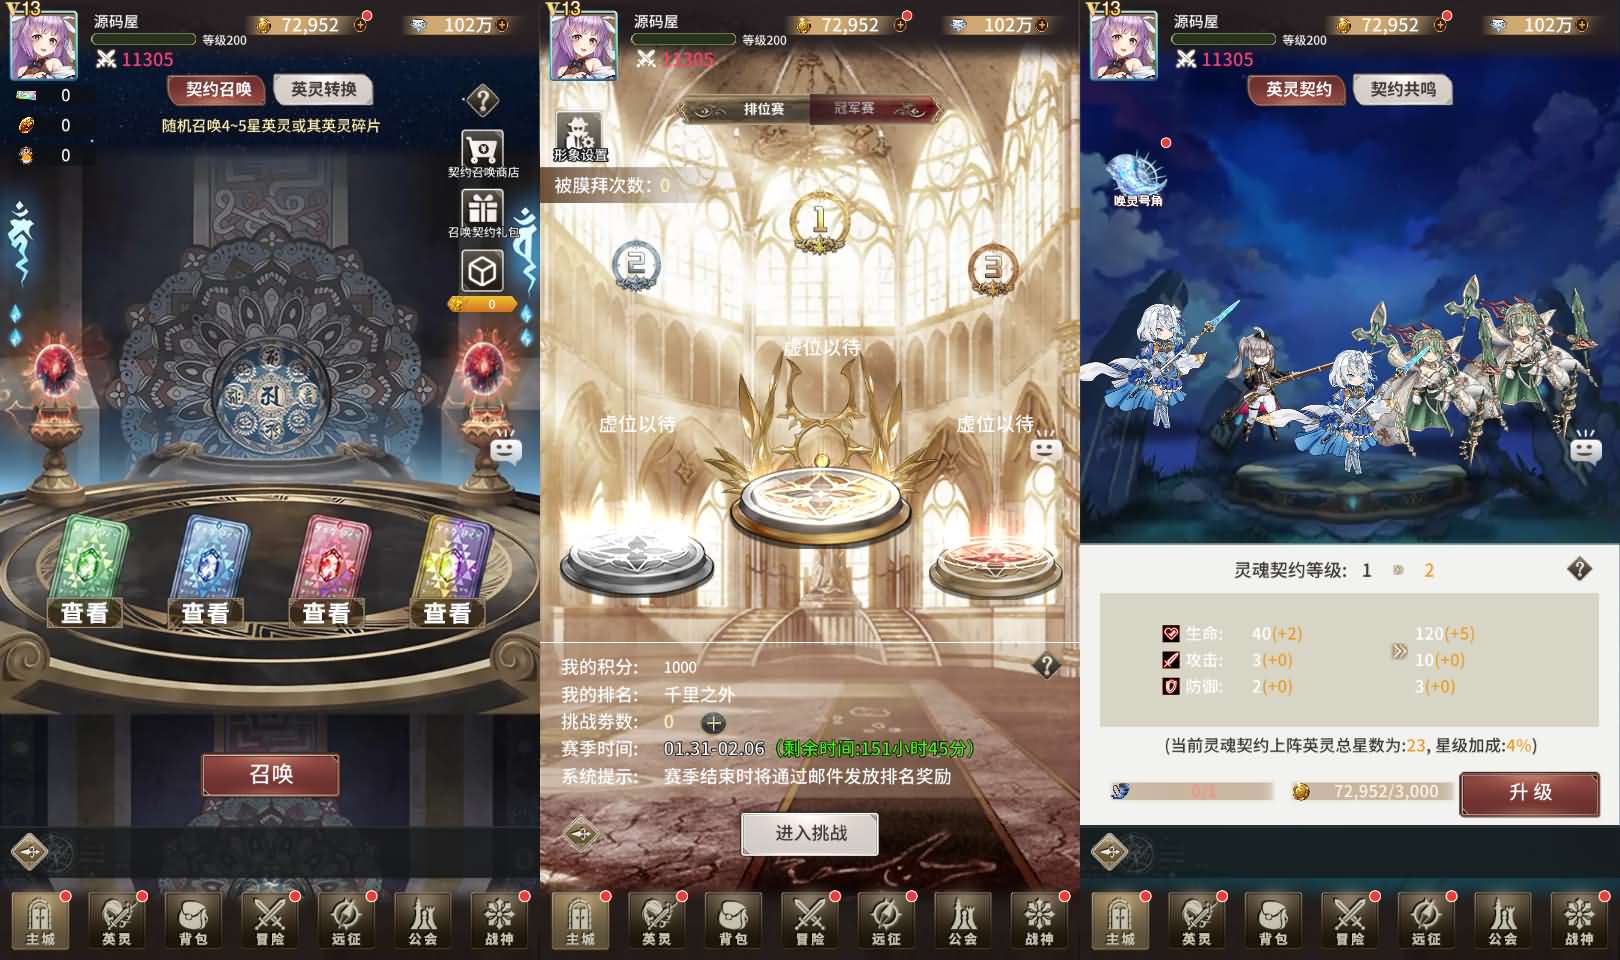 V13
源码屋
72,952
102万
等级200
11305
0
0
0
契约召唤
英灵转换
随机召唤4~5星英灵或其英灵碎片
?
契约召唤商店
召唤契约礼包
0
查看
查看
查看
查看
召唤
主城
英灵
背包
冒险
远征
公会
战神
V13
源码屋
72,952
102万
等级200
11305
排位赛
冠军赛
形象设置
被膜拜次数: 0
1
2
3
虚位以待
虚位以待
虚位以待
我的积分: 1000
?
我的排名: 千里之外
挑战券数: 0
赛季时间: 01.31-02.06 (剩余时间:151小时45分)
系统提示: 赛季结束时将通过邮件发放排名奖励
进入挑战
主城
英灵
背包
冒险
远征
公会
战神
V13
源码屋
72,952
102万
等级200
11305
英灵契约
契约共鸣
唤灵号角
灵魂契约等级: 1 2
?
生命: 40(+2) 120(+5)
攻击: 3(+0) 10(+0)
防御: 2(+0) 3(+0)
(当前灵魂契约上阵英灵总星数为:23, 星级加成:4%)
0/1
72,952/3,000
升级
主城
英灵
背包
冒险
远征
公会
战神